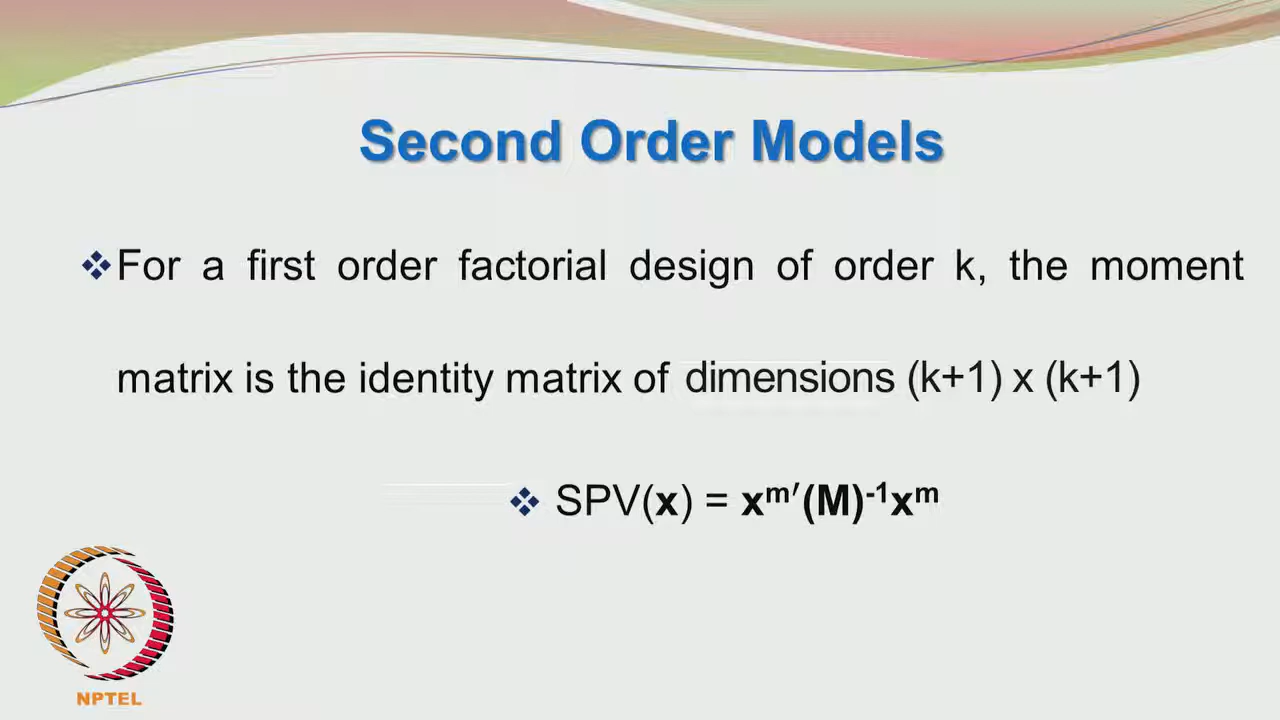 Second Order Models
❖For a first order factorial design of order k, the moment
matrix is the identity matrix of dimensions (k+1) x (k+1)
❖ SPV(x) = xᵐ′(M)⁻¹xᵐ
NPTEL